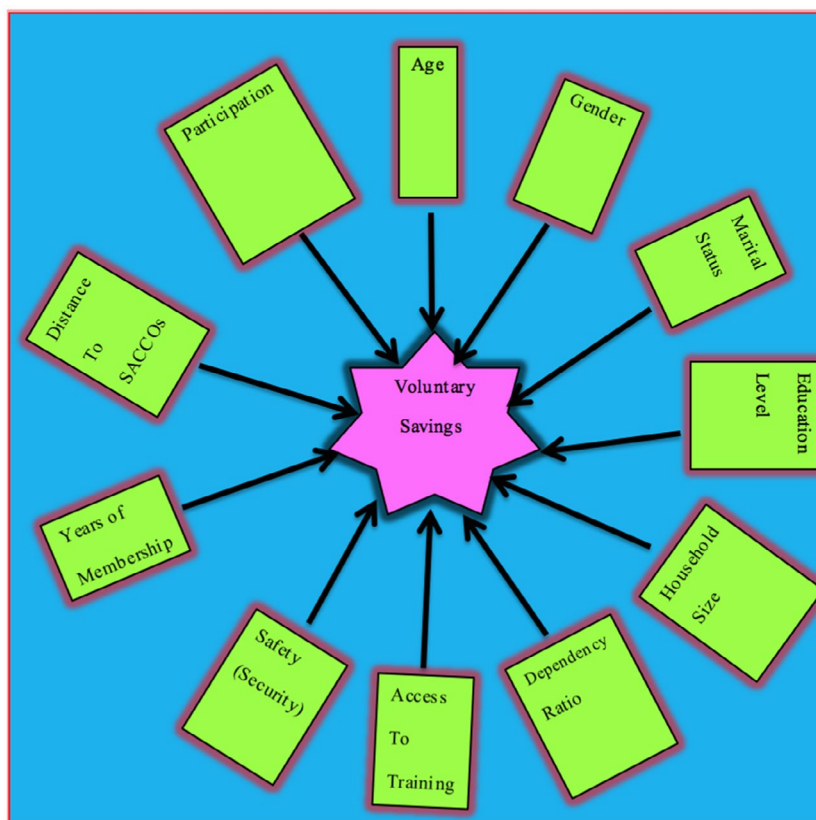 Age
Gender
Marital
Status
Education
Level
Household
Size
Dependency
Ratio
Access
To
Training
Safety
(Security)
Years of
Membership
Distance
To
SACCOs
Participation
Voluntary
Savings